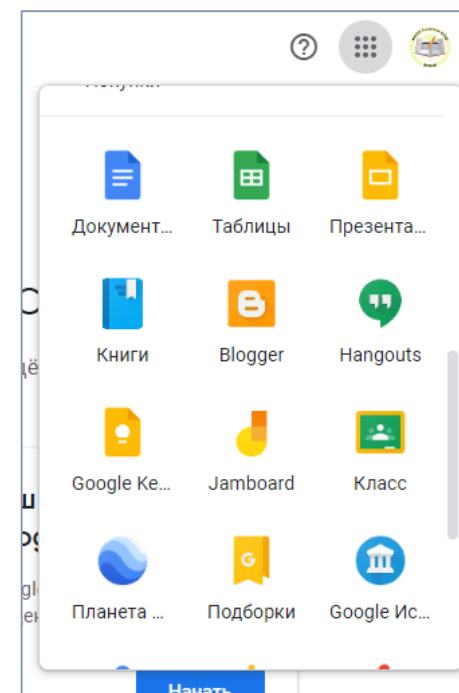 Документ... Таблицы Презента...
Книги Blogger Hangouts
Google Ke... Jamboard Класс
Планета ... Подборки Google Ис...
Начать